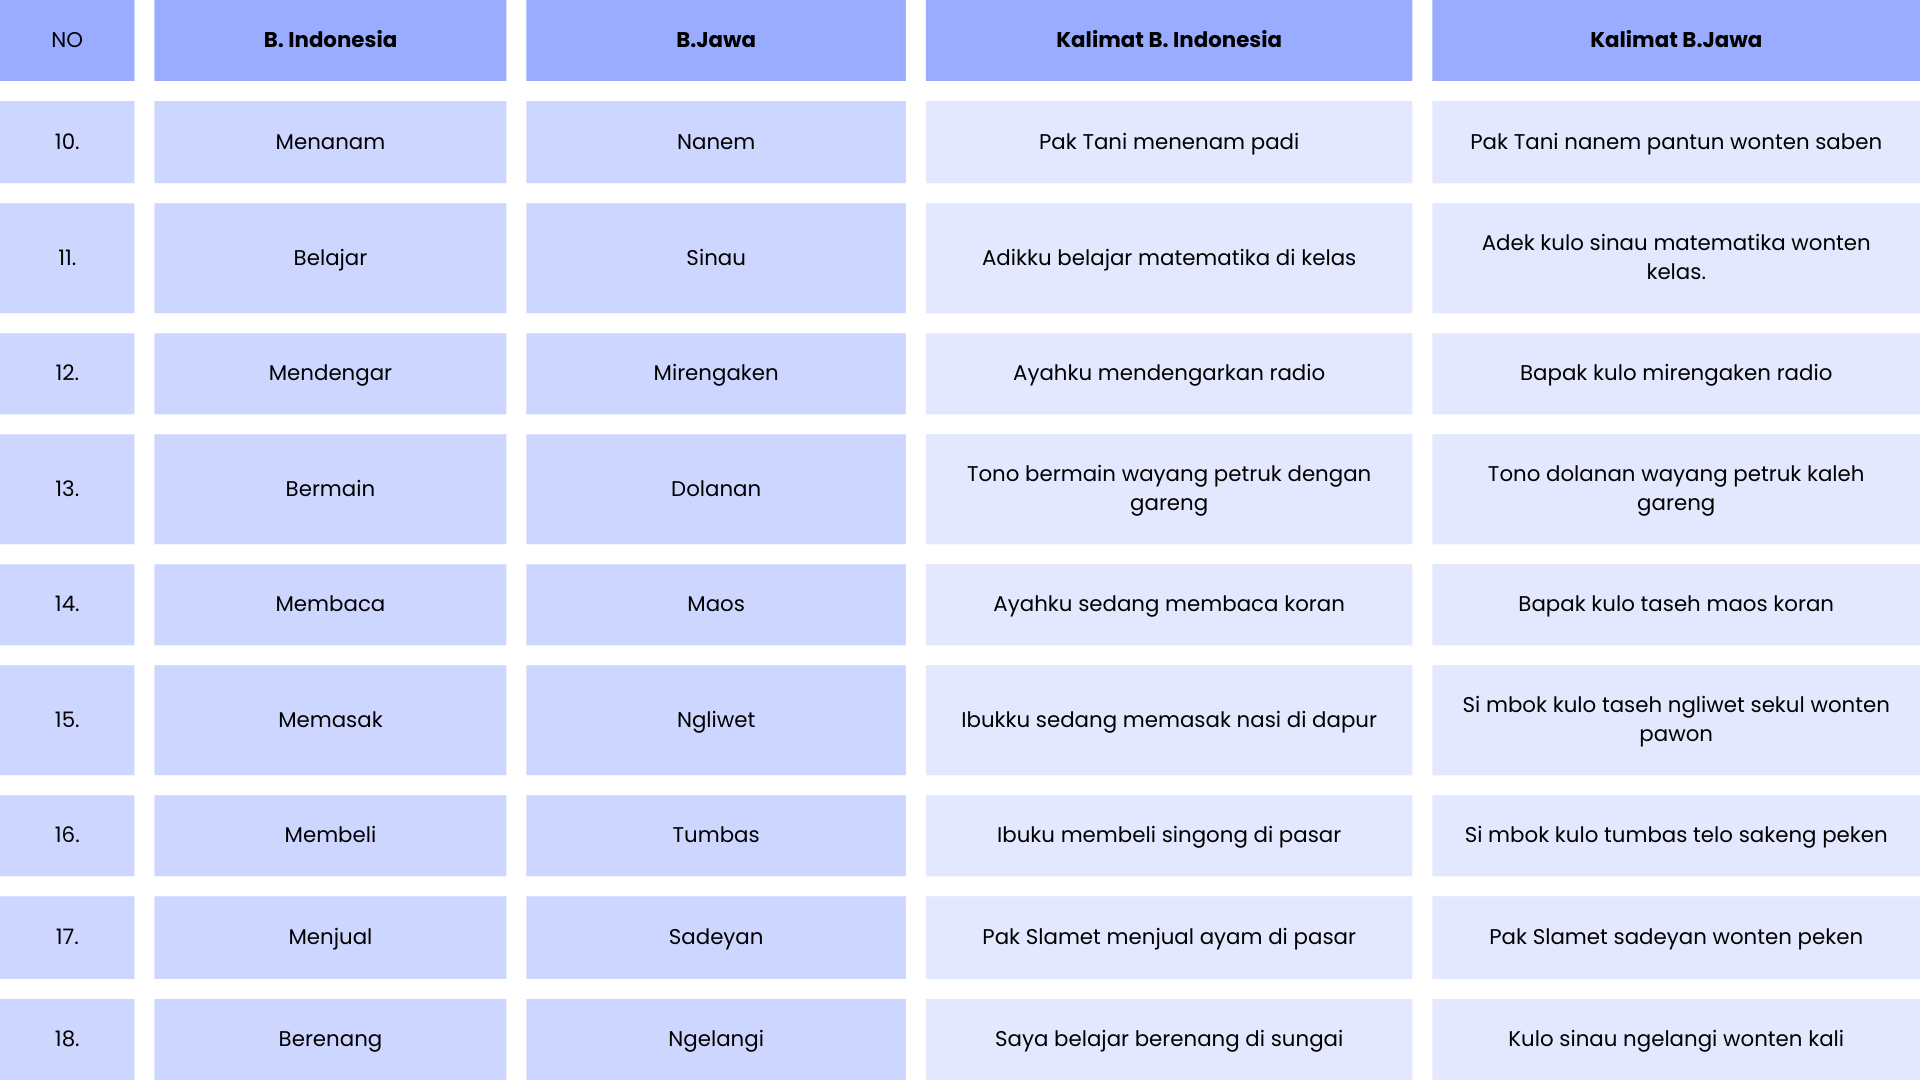 NO
B. Indonesia
B.Jawa
Kalimat B. Indonesia
Kalimat B.Jawa
10.
Menanam
Nanem
Pak Tani menenam padi
Pak Tani nanem pantun wonten saben
11.
Belajar
Sinau
Adikku belajar matematika di kelas
Adek kulo sinau matematika wonten
kelas.
12.
Mendengar
Mirengaken
Ayahku mendengarkan radio
Bapak kulo mirengaken radio
13.
Bermain
Dolanan
Tono bermain wayang petruk dengan
gareng
Tono dolanan wayang petruk kaleh
gareng
14.
Membaca
Maos
Ayahku sedang membaca koran
Bapak kulo taseh maos koran
15.
Memasak
Ngliwet
Ibukku sedang memasak nasi di dapur
Si mbok kulo taseh ngliwet sekul wonten
pawon
16.
Membeli
Tumbas
Ibuku membeli singong di pasar
Si mbok kulo tumbas telo sakeng peken
17.
Menjual
Sadeyan
Pak Slamet menjual ayam di pasar
Pak Slamet sadeyan wonten peken
18.
Berenang
Ngelangi
Saya belajar berenang di sungai
Kulo sinau ngelangi wonten kali